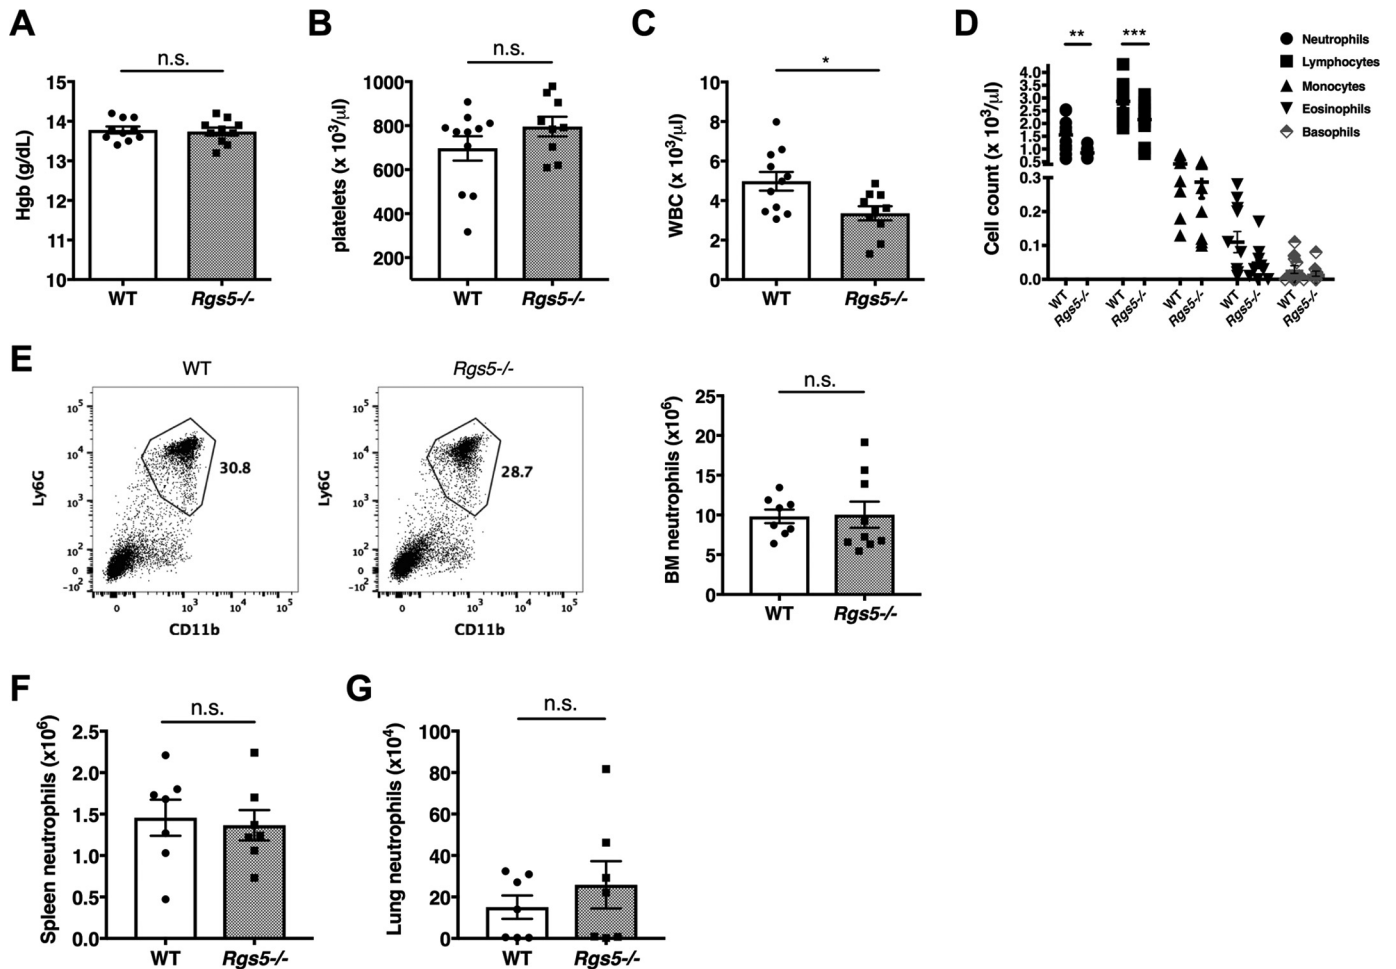 A
n.s.
Hgb (g/dL)
15
14
13
12
11
10
WT
Rgs5-/-
B
n.s.
platelets (x 10³/µl)
1000
800
600
400
200
WT
Rgs5-/-
C
*
WBC (x 10³/µl)
10
8
6
4
2
0
WT
Rgs5-/-
D
**
***
Cell count (x 10³/µl)
4.0
3.5
3.0
2.5
2.0
1.5
1.0
0.5
0.3
0.2
0.1
0.0
WT
Rgs5-/-
WT
Rgs5-/-
WT
Rgs5-/-
WT
Rgs5-/-
WT
Rgs5-/-
Neutrophils
Lymphocytes
Monocytes
Eosinophils
Basophils
E
WT
Ly6G
10⁵
10⁴
10³
10²
0
-10²
30.8
0
10³
10⁴
10⁵
CD11b
Rgs5-/-
Ly6G
10⁵
10⁴
10³
10²
0
-10²
28.7
0
10³
10⁴
10⁵
CD11b
n.s.
BM neutrophils (x10⁶)
25
20
15
10
5
0
WT
Rgs5-/-
F
n.s.
Spleen neutrophils (x10⁶)
2.5
2.0
1.5
1.0
0.5
0.0
WT
Rgs5-/-
G
n.s.
Lung neutrophils (x10⁴)
100
80
60
40
20
0
WT
Rgs5-/-